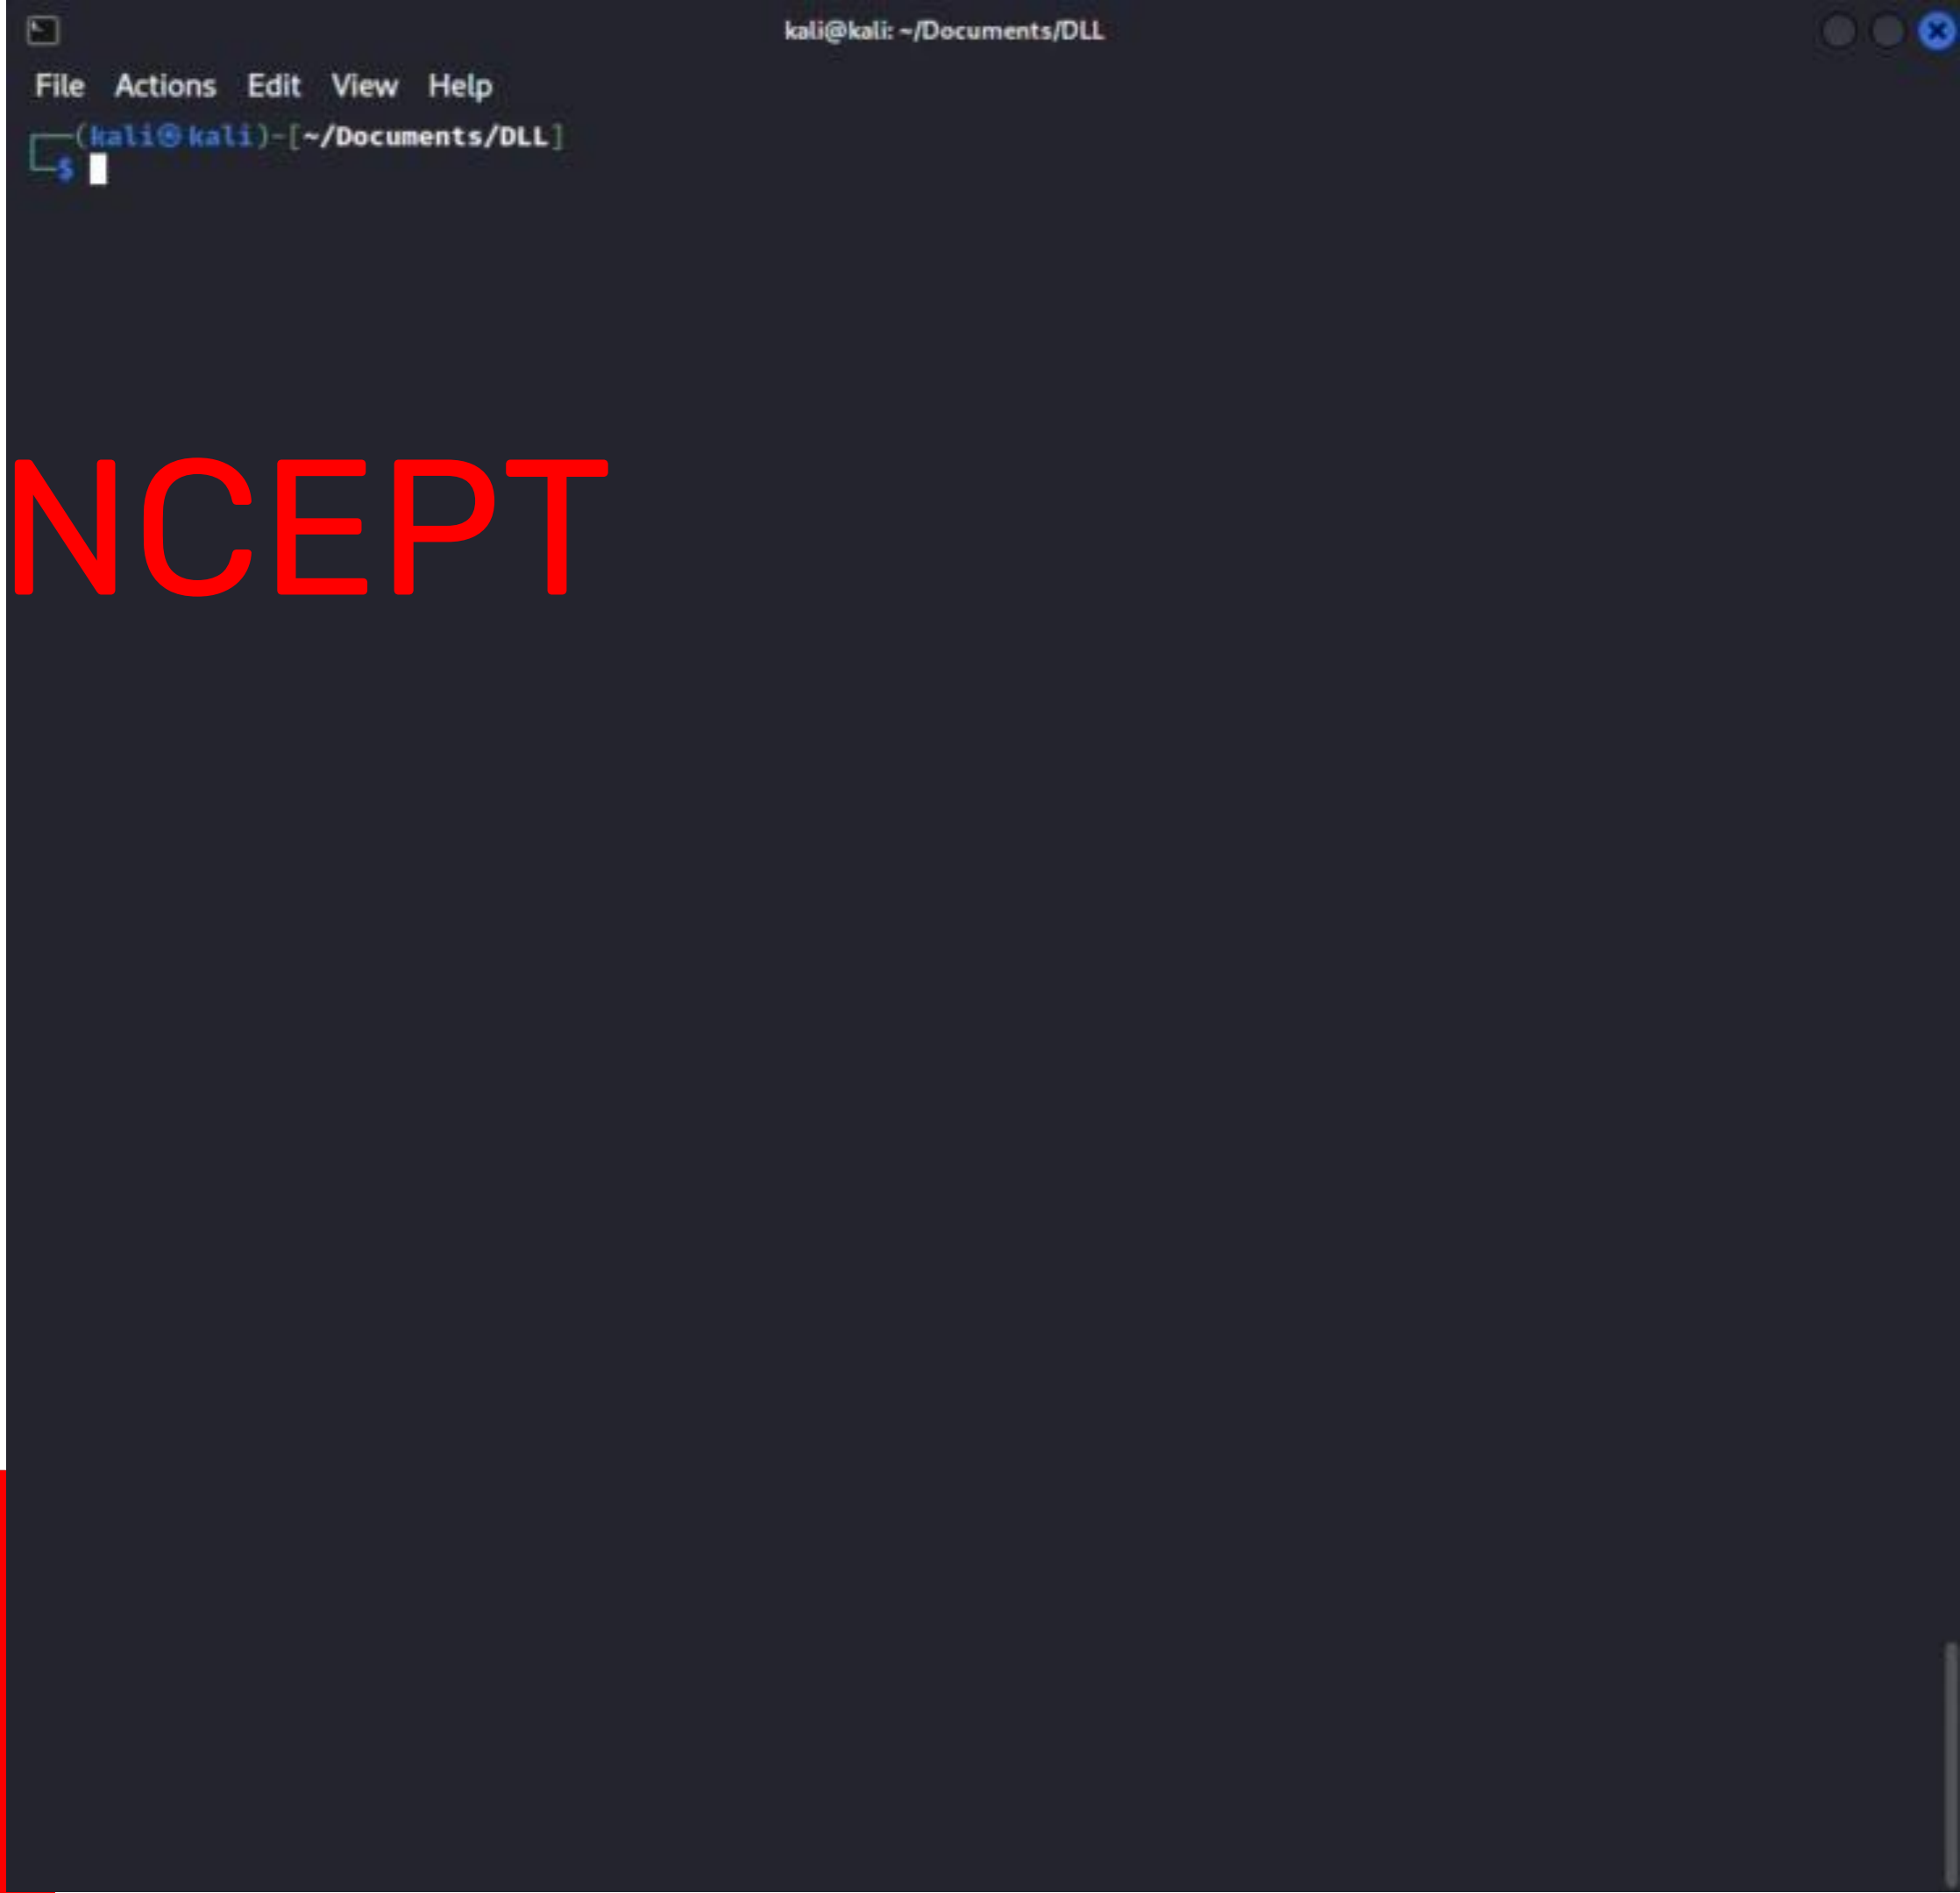 kali@kali: ~/Documents/DLL
File Actions Edit View Help
┌──(kali㉿kali)-[~/Documents/DLL]
└─$
NCEPT